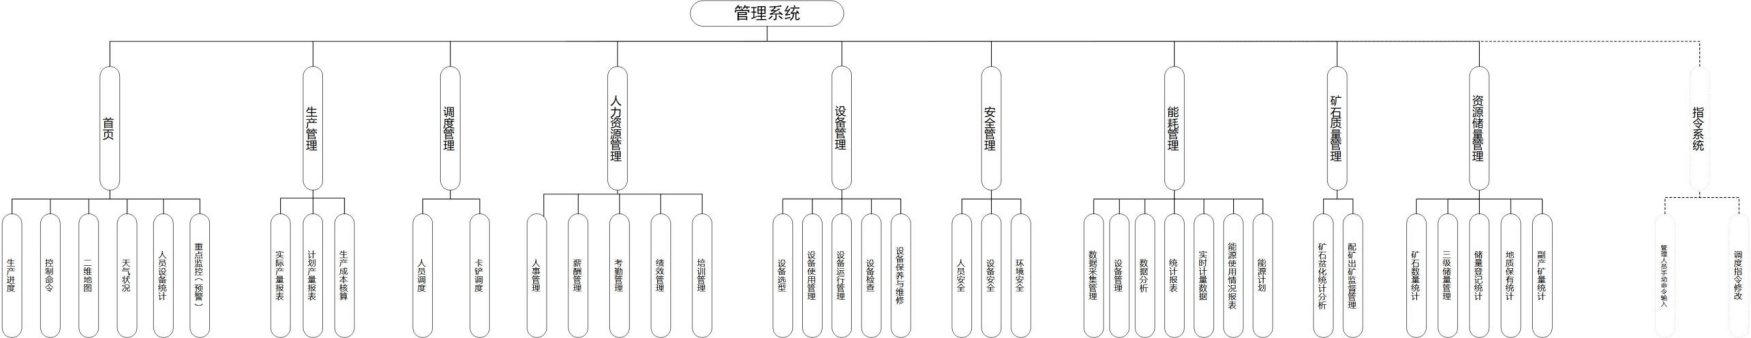 管理系统
首页
生产管理
调度管理
人力资源管理
设备管理
安全管理
能耗管理
矿石质量管理
资源储量管理
指令系统
生产进度
控制命令
二维地图
天气状况
人员设备统计
重点监控（预警）
实际产量报表
计划产量报表
生产成本核算
人员调度
卡铲调度
人事管理
薪酬管理
考勤管理
绩效管理
培训管理
设备选型
设备使用管理
设备运行管理
设备检查
设备保养与维修
人员安全
设备安全
环境安全
数据采集管理
设备管理
数据分析
统计报表
实时计量数据
能源使用情况报表
能源计划
矿石贫化统计分析
配矿出矿监督管理
矿石数量统计
三级储量管理
储量登记统计
地质保有统计
副产矿量统计
管理人员手动命令输入
调度指令修改